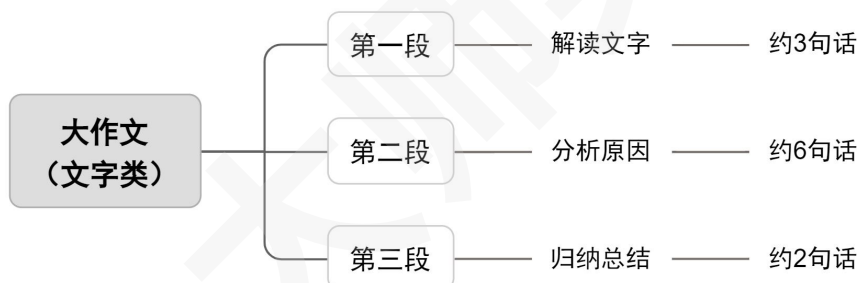 大作文
（文字类）
第一段 解读文字 约3句话
第二段 分析原因 约6句话
第三段 归纳总结 约2句话